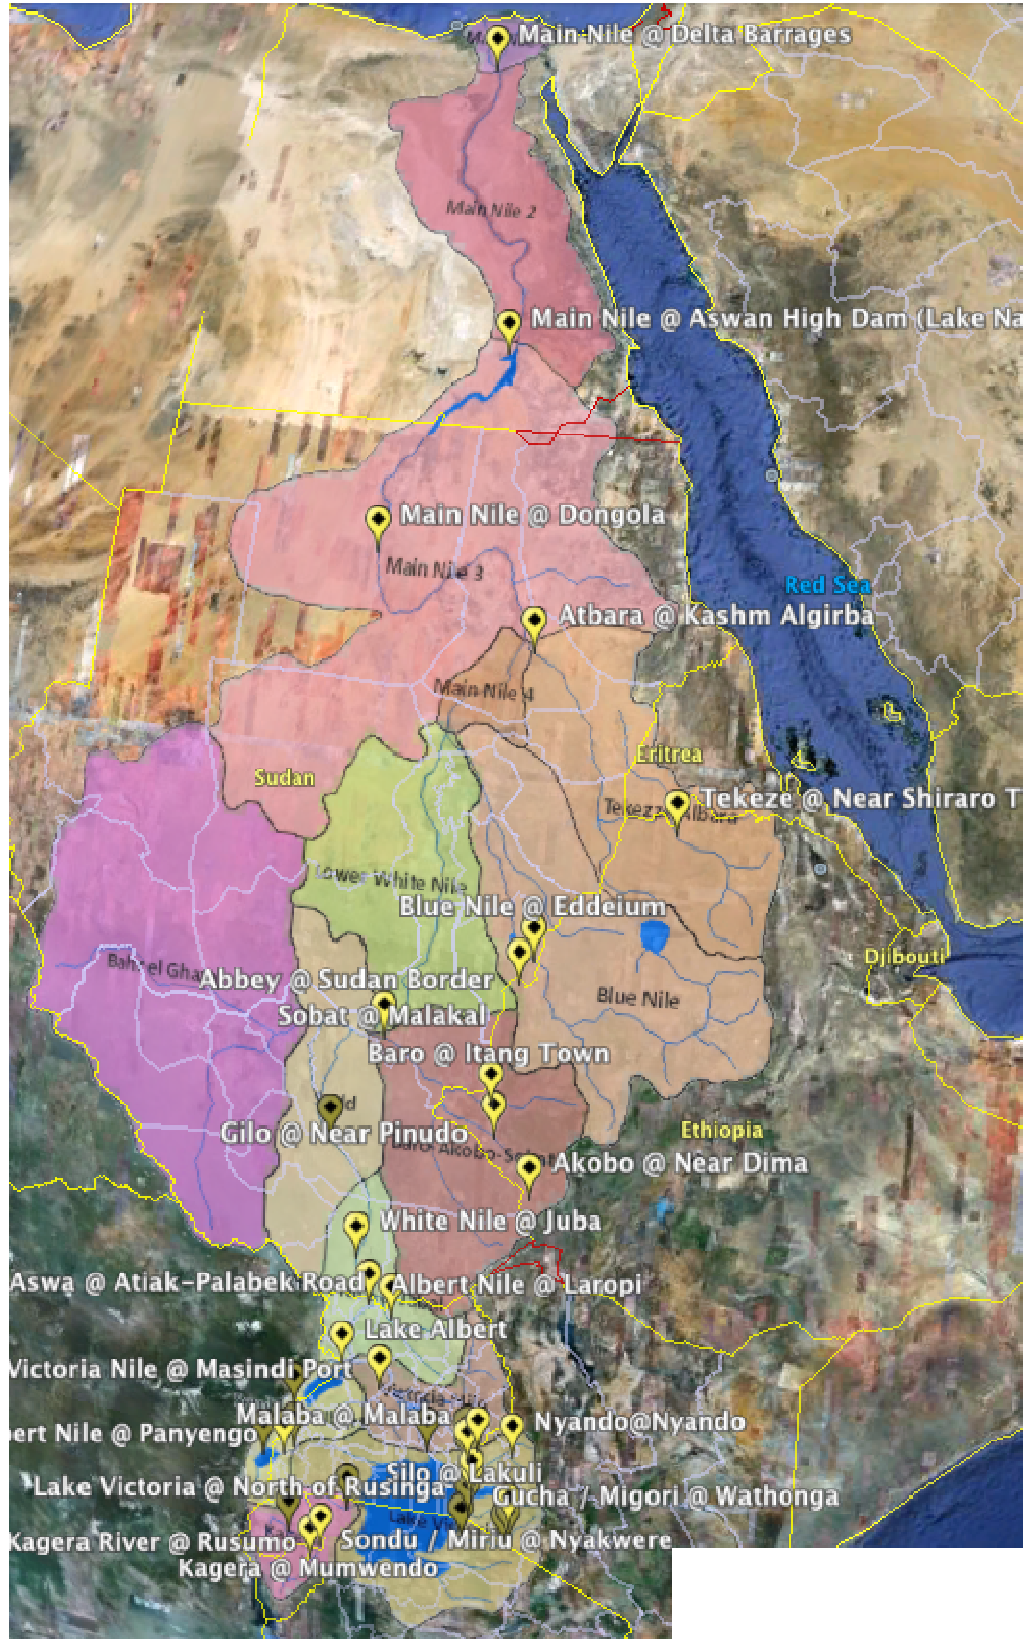 Main Nile @ Delta Barrages
Main Nile 2
Main Nile @ Aswan High Dam (Lake Na
Main Nile @ Dongola
Main Nile 3
Red Sea
Atbara @ Kashm Algirba
Main Nile 4
Eritrea
Sudan
Tekeze @ Near Shiraro T
Lower White Nile
Blue Nile @ Eddeium
Djibouti
Abbey @ Sudan Border
Blue Nile
Sobat @ Malakal
Baro @ Itang Town
Ethiopia
Gilo @ Near Pinudo
Akobo @ Near Dima
White Nile @ Juba
Aswa @ Atiak-Palabek Road
Albert Nile @ Laropi
Lake Albert
Victoria Nile @ Masindi Port
Malaba @ Malaba
Nyando@Nyando
bert Nile @ Panyengo
Silo @ Lakuli
Lake Victoria @ North of Rusinga
Gucha / Migori @ Wathonga
Kagera River @ Rusumo
Sondu / Miriu @ Nyakwere
Kagera @ Mumwendo